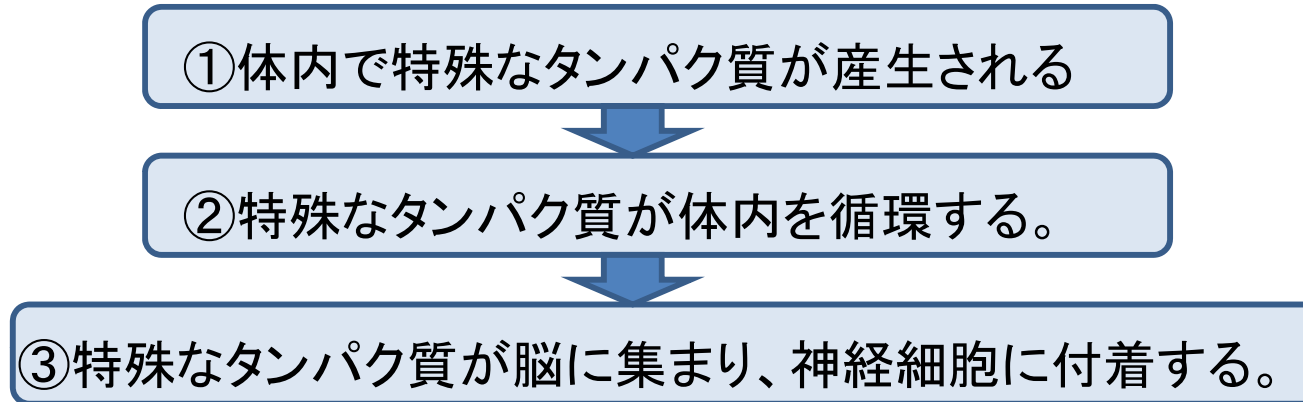 ①体内で特殊なタンパク質が産生される
②特殊なタンパク質が体内を循環する。
③特殊なタンパク質が脳に集まり、神経細胞に付着する。